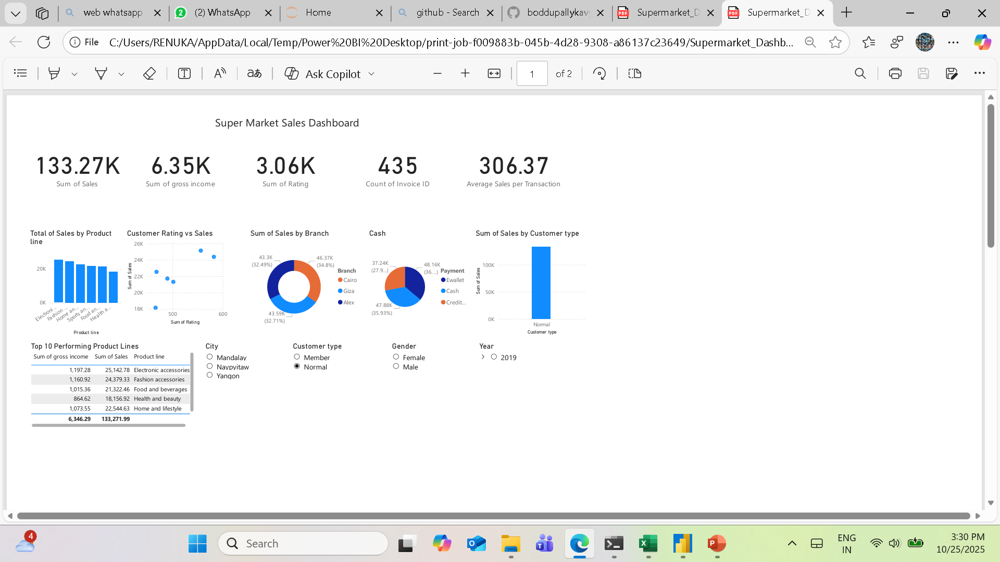 web whatsapp
(2) WhatsApp
Home
github - Search
boddupallykavy
Supermarket_D
Supermarket_D
File
C:/Users/RENUKA/AppData/Local/Temp/Power%20BI%20Desktop/print-job-f009883b-045b-4d28-9308-a86137c23649/Supermarket_Dashb...
Ask Copilot
1
of 2
Super Market Sales Dashboard
133.27K
6.35K
3.06K
435
306.37
Sum of Sales
Sum of gross income
Sum of Rating
Count of Invoice ID
Average Sales per Transaction
Total of Sales by Product
line
20K
0K
Electroni...
Fashion ...
Home an...
Sports an...
Food an...
Health a...
Product line
Customer Rating vs Sales
26K
24K
22K
20K
18K
Sum of Sales
500
600
Sum of Rating
Sum of Sales by Branch
43.3K
(32.49%)
46.37K
(34.8%)
43.59K
(32.71%)
Branch
Cairo
Giza
Alex
Cash
37.24K
(27.9...)
48.16K
(36....)
47.88K
(35.93%)
Payment
Ewallet
Cash
Credit...
Sum of Sales by Customer type
100K
50K
0K
Sum of Sales
Normal
Customer type
Top 10 Performing Product Lines
Sum of gross income Sum of Sales Product line
1,197.28 25,142.78 Electronic accessories
1,160.92 24,379.33 Fashion accessories
1,015.36 21,322.46 Food and beverages
864.62 18,156.92 Health and beauty
1,073.55 22,544.63 Home and lifestyle
6,346.29 133,271.99
City
Mandalay
Naypyitaw
Yangon
Customer type
Member
Normal
Gender
Female
Male
Year
2019
4
Search
ENG
IN
3:30 PM
10/25/2025